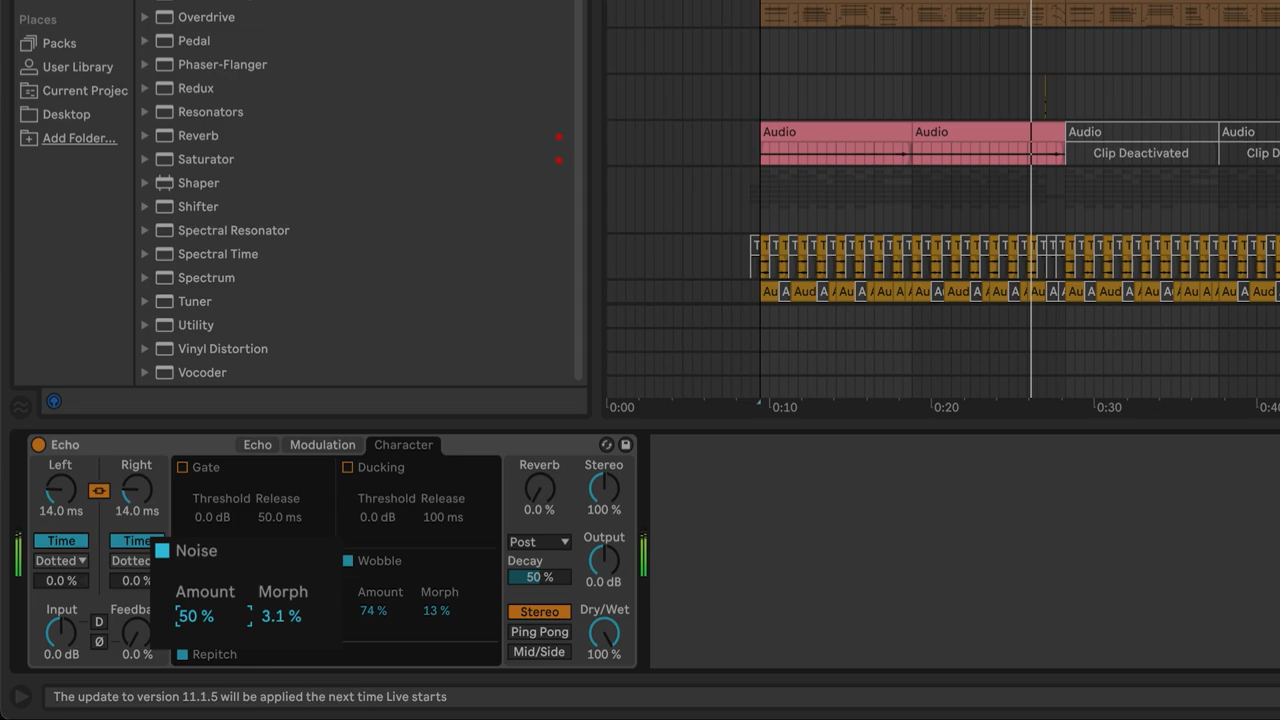 Places
Packs
User Library
Current Projec
Desktop
Add Folder...
Overdrive
Pedal
Phaser-Flanger
Redux
Resonators
Reverb
Saturator
Shaper
Shifter
Spectral Resonator
Spectral Time
Spectrum
Tuner
Utility
Vinyl Distortion
Vocoder
Audio Audio Audio Audio
Clip Deactivated Clip D
0:00 0:10 0:20 0:30 0:40
Echo Echo Modulation Character
Left Right
14.0 ms 14.0 ms
Time Time
Dotted Dotted
0.0 % 0.0 %
Input Feedba
D
Ø
0.0 dB 0.0 %
Gate
Threshold Release
0.0 dB 50.0 ms
Ducking
Threshold Release
0.0 dB 100 ms
Noise
Amount Morph
50 % 3.1 %
Wobble
Amount Morph
74 % 13 %
Repitch
Reverb Stereo
0.0 % 100 %
Post Output
Decay
50 % 0.0 dB
Stereo Dry/Wet
Ping Pong
Mid/Side 100 %
The update to version 11.1.5 will be applied the next time Live starts